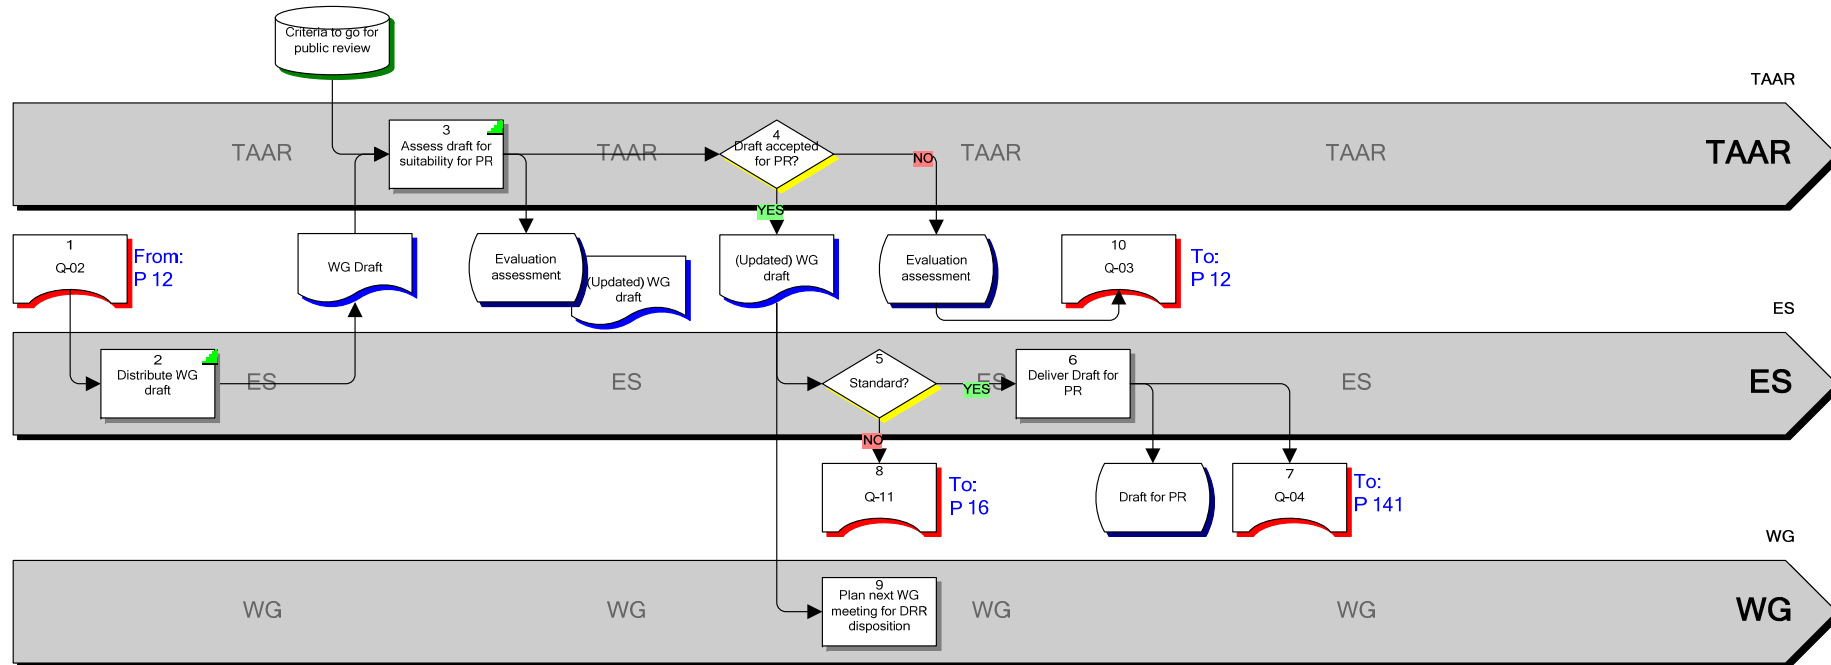 Criteria to go for
public review
TAAR
TAAR
3
Assess draft for
suitability for PR
TAAR
4
Draft accepted
for PR?
NO
TAAR
TAAR
TAAR
YES
1
Q-02
From:
P 12
WG Draft
Evaluation
assessment
(Updated) WG
draft
(Updated) WG
draft
Evaluation
assessment
10
Q-03
To:
P 12
ES
2
Distribute WG
draft
ES
ES
5
Standard?
YES
ES
6
Deliver Draft for
PR
ES
ES
NO
8
Q-11
To:
P 16
Draft for PR
7
Q-04
To:
P 141
WG
WG
WG
9
Plan next WG
meeting for DRR
disposition
WG
WG
WG